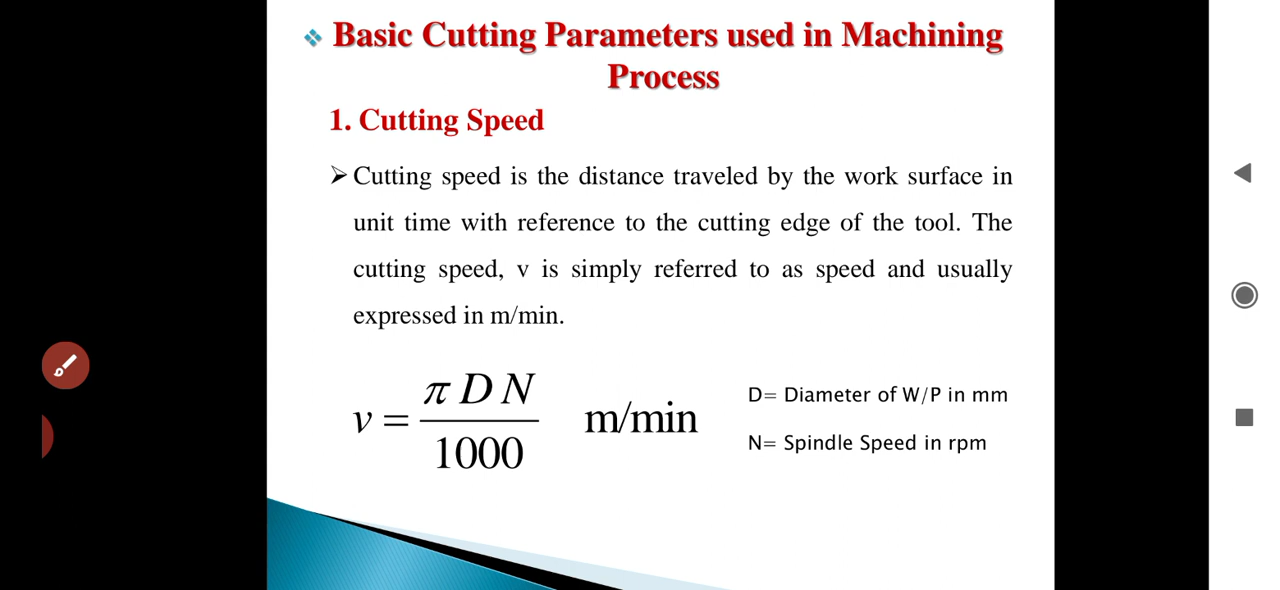 ❖ Basic Cutting Parameters used in Machining
Process
1. Cutting Speed
➢ Cutting speed is the distance traveled by the work surface in
unit time with reference to the cutting edge of the tool. The
cutting speed, v is simply referred to as speed and usually
expressed in m/min.
v = π D N / 1000 m/min
D= Diameter of W/P in mm
N= Spindle Speed in rpm